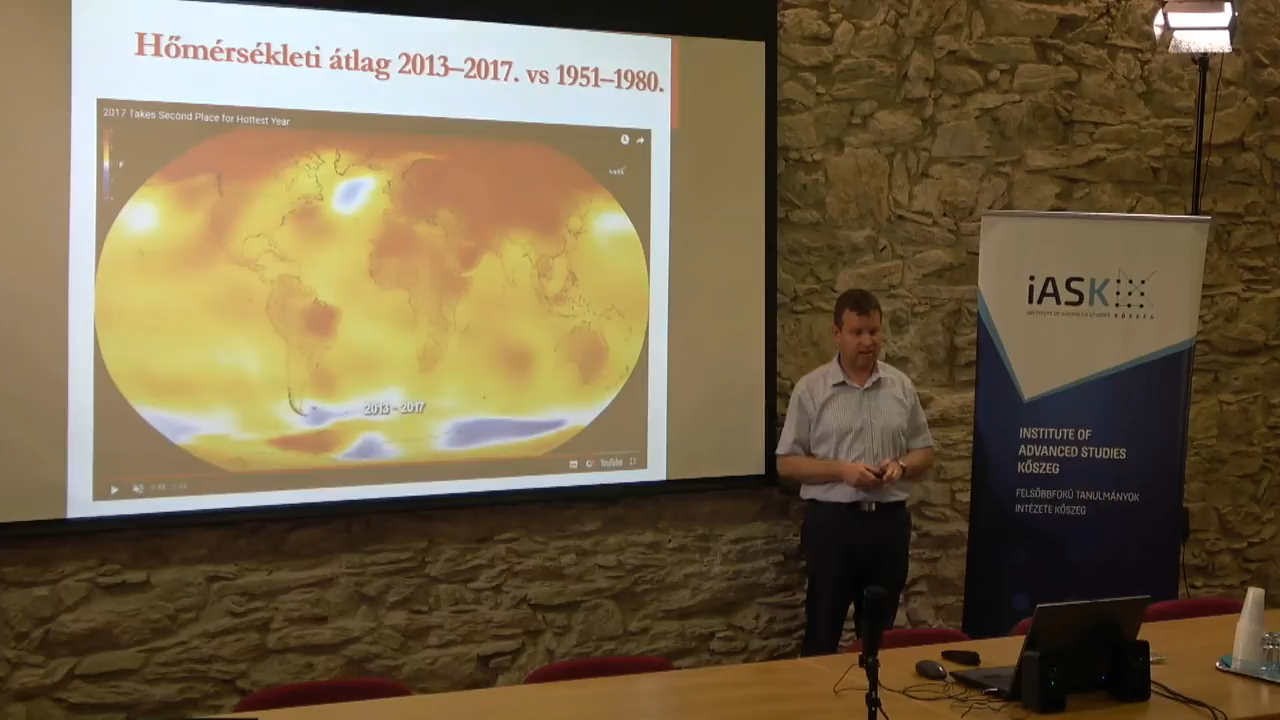 Hőmérsékleti átlag 2013–2017. vs 1951–1980.
2017 Takes Second Place for Hottest Year
2013 - 2017
YouTube
iASK
INSTITUTE OF ADVANCED STUDIES KŐSZEG
INSTITUTE OF
ADVANCED STUDIES
KŐSZEG
FELSŐBBFOKÚ TANULMÁNYOK
INTÉZETE KŐSZEG